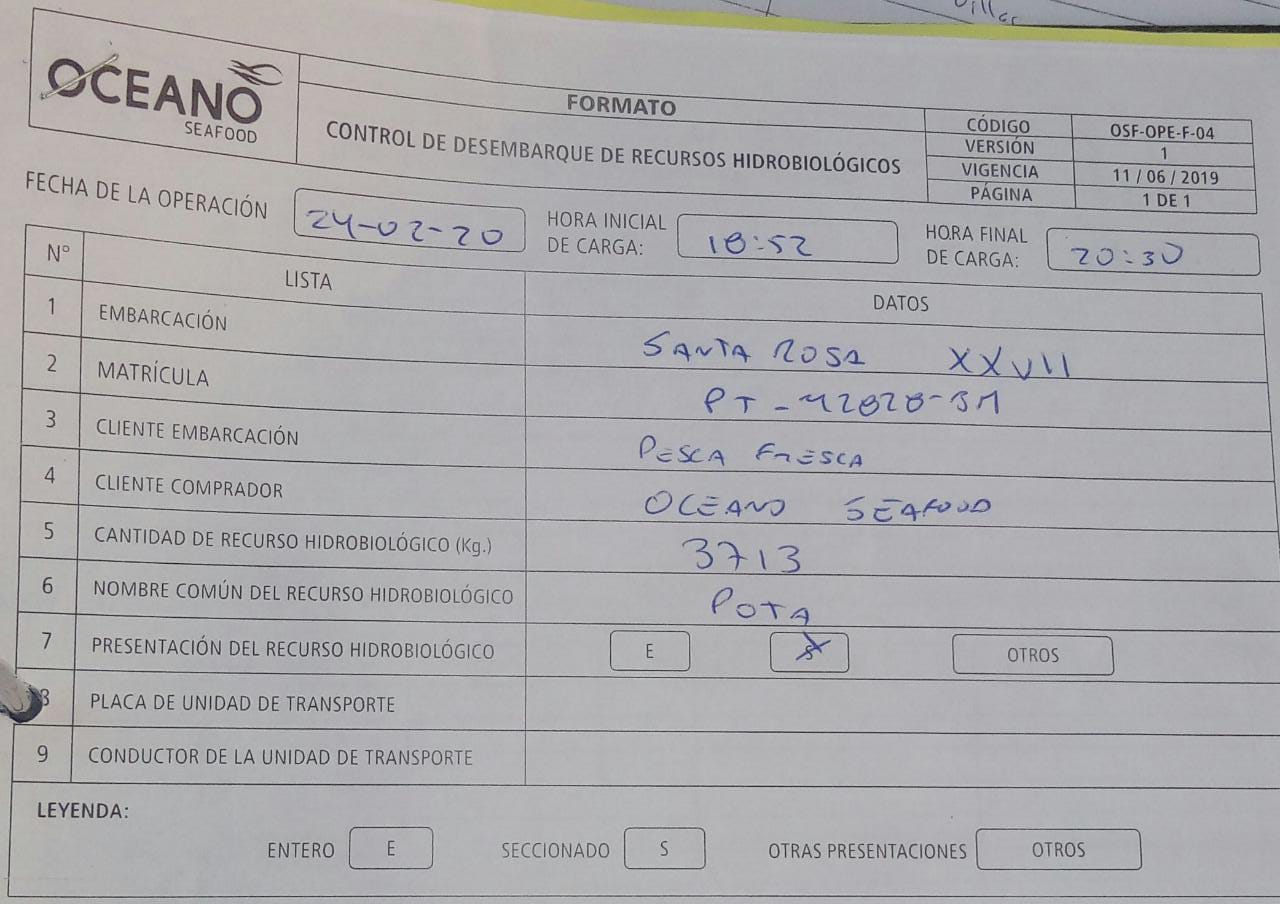 OCEANO
SEAFOOD
FORMATO
CONTROL DE DESEMBARQUE DE RECURSOS HIDROBIOLÓGICOS
CÓDIGO OSF-OPE-F-04
VERSIÓN 1
VIGENCIA 11 / 06 / 2019
PÁGINA 1 DE 1
FECHA DE LA OPERACIÓN 24-02-20
HORA INICIAL DE CARGA: 18:52
HORA FINAL DE CARGA: 20:30
N° LISTA DATOS
1 EMBARCACIÓN SANTA ROSA XXVII
2 MATRÍCULA PT-42828-BM
3 CLIENTE EMBARCACIÓN PESCA FRESCA
4 CLIENTE COMPRADOR OCEANO SEAFOOD
5 CANTIDAD DE RECURSO HIDROBIOLÓGICO (Kg.) 3713
6 NOMBRE COMÚN DEL RECURSO HIDROBIOLÓGICO POTA
7 PRESENTACIÓN DEL RECURSO HIDROBIOLÓGICO E S OTROS
8 PLACA DE UNIDAD DE TRANSPORTE
9 CONDUCTOR DE LA UNIDAD DE TRANSPORTE
LEYENDA:
ENTERO E SECCIONADO S OTRAS PRESENTACIONES OTROS